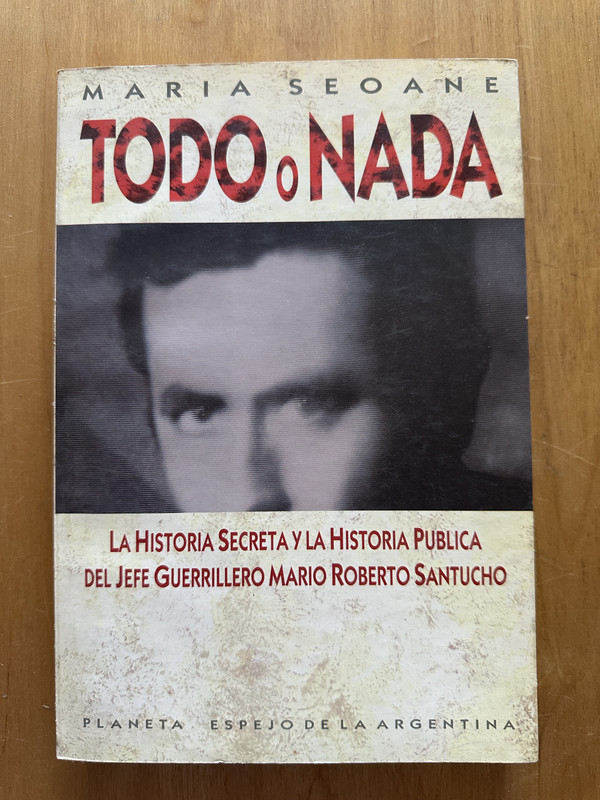 MARIA SEOANE
TODO o NADA
LA HISTORIA SECRETA Y LA HISTORIA PUBLICA
DEL JEFE GUERRILLERO MARIO ROBERTO SANTUCHO
PLANETA ESPEJO DE LA ARGENTINA